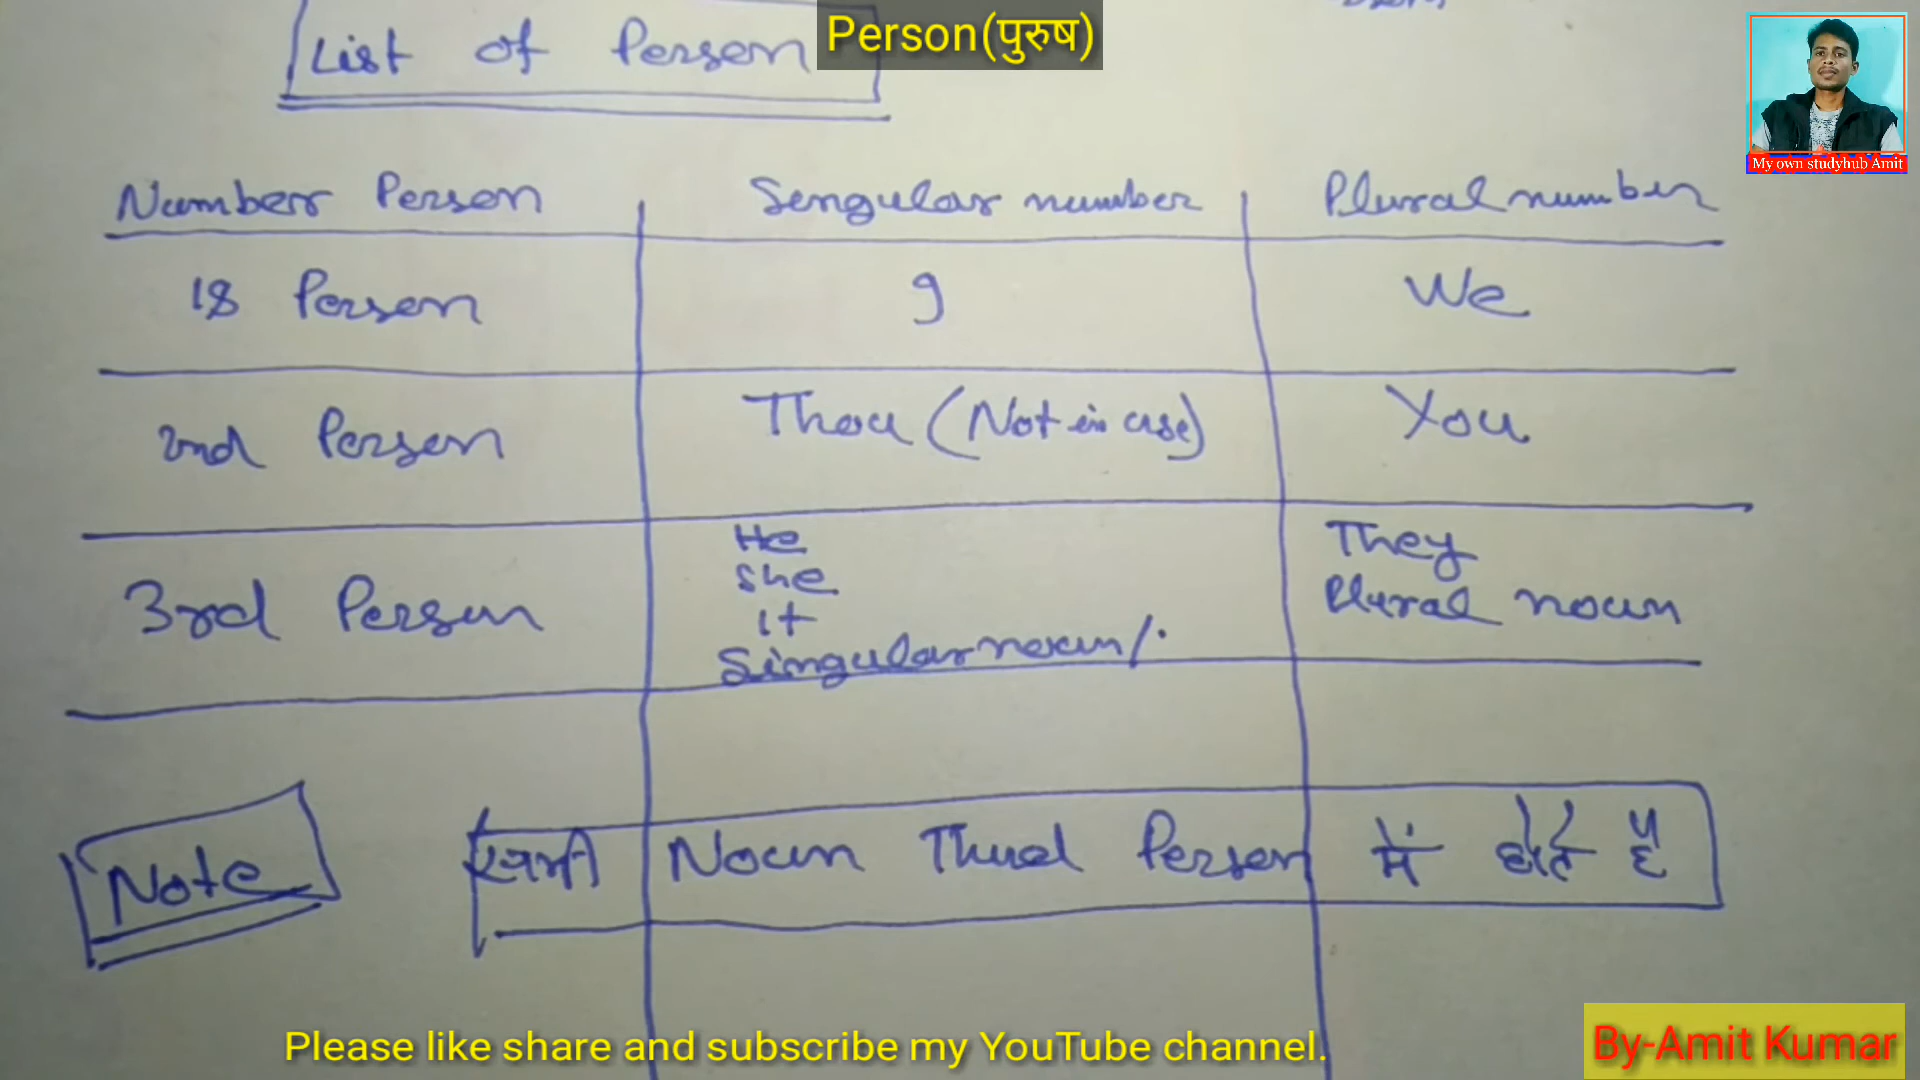 Person(पुरुष)
List of Person
My own studyhub Amit
Number Person Sengular number Plural number
1s Person I We
2nd Person Thou (Not in use) You
He They
She Plural noun
3rd Person It
Singular noun/.
Note सभी Noun Third Person में होते है
Please like share and subscribe my YouTube channel.
By-Amit Kumar